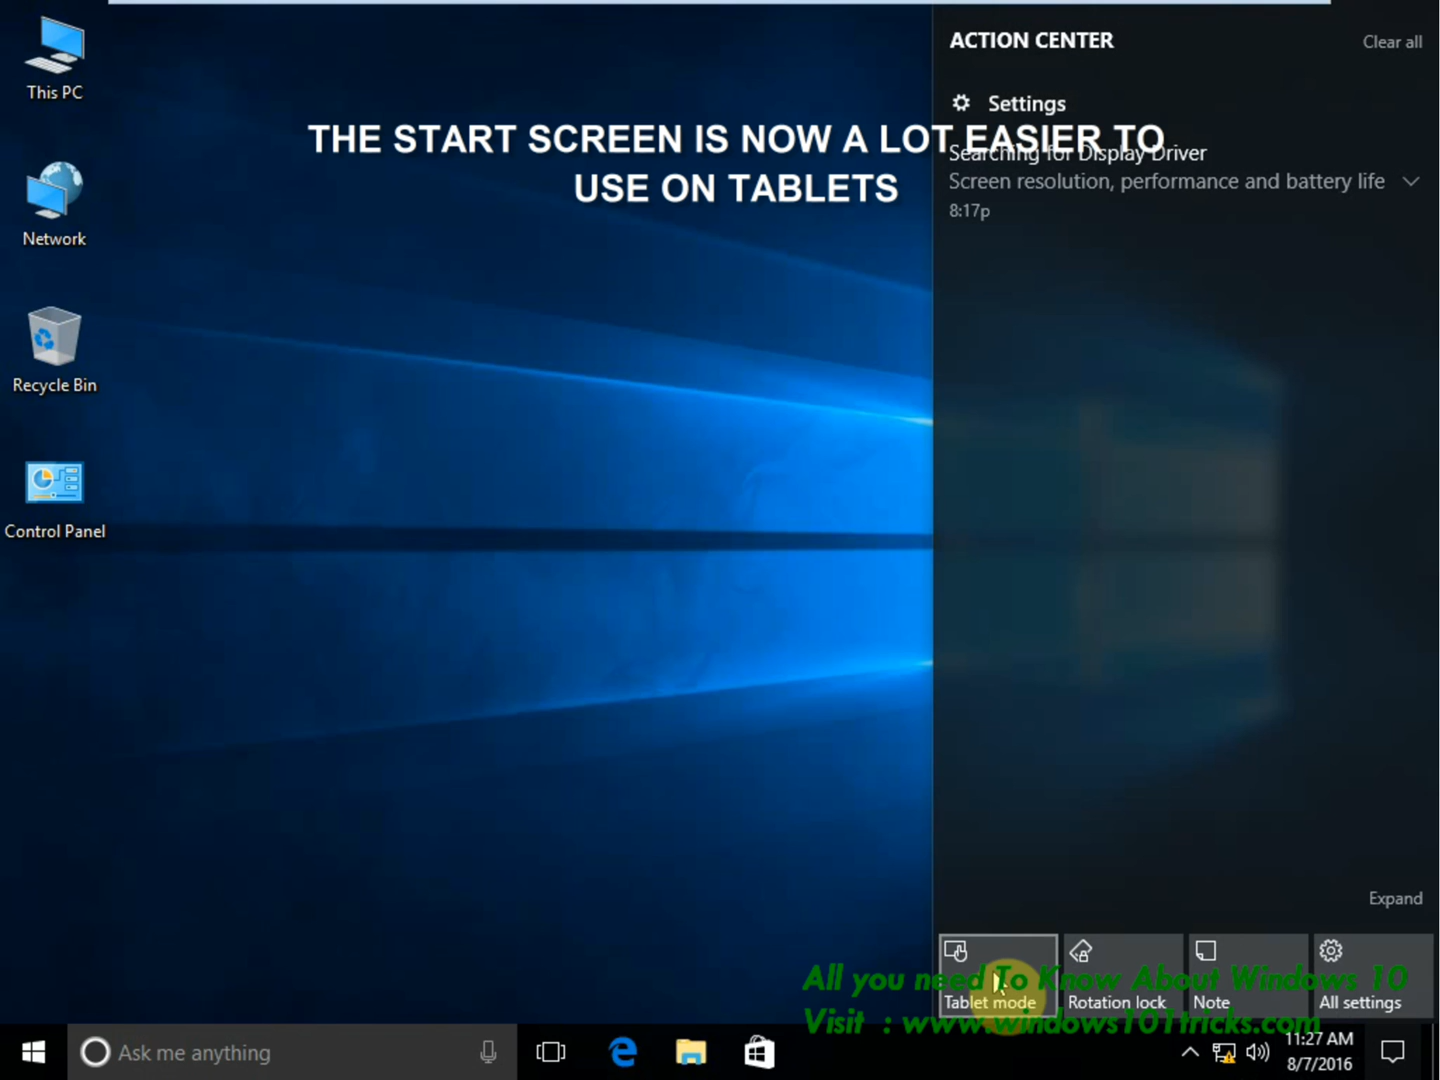 ACTION CENTER
Clear all
This PC
Settings
THE START SCREEN IS NOW A LOT EASIER TO
USE ON TABLETS
Searching for Display Driver
Screen resolution, performance and battery life
8:17p
Network
Recycle Bin
Control Panel
Expand
All you need To Know About Windows 10
Tablet mode
Rotation lock
Note
All settings
Visit : www.windows101tricks.com
Ask me anything
11:27 AM
8/7/2016